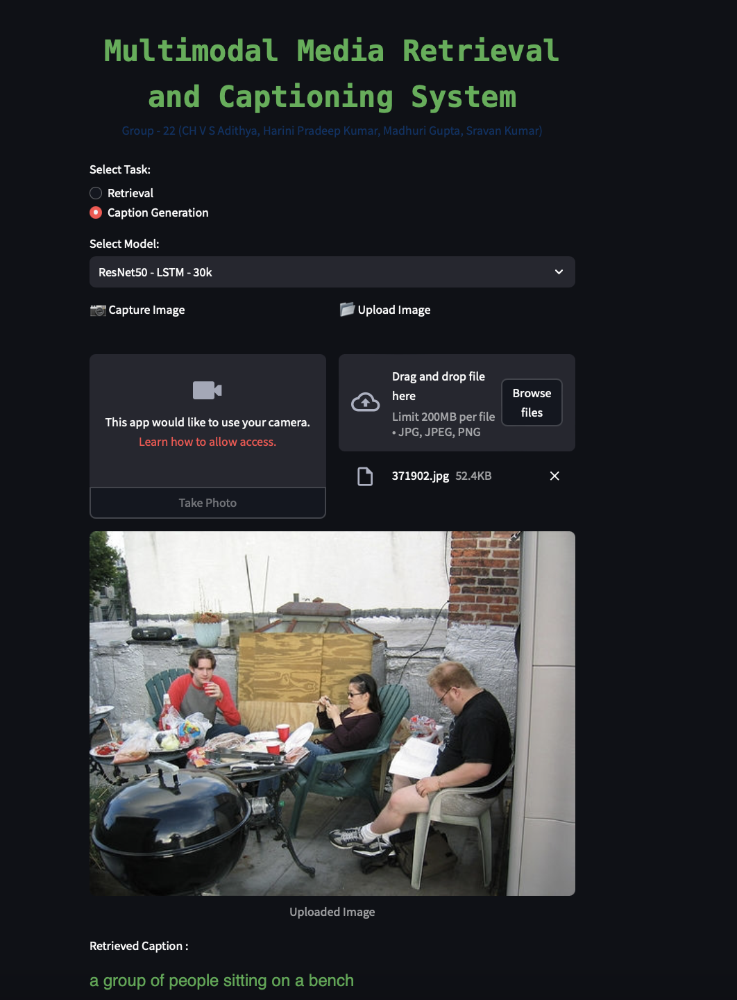 Multimodal Media Retrieval
and Captioning System
Group - 22 (CH V S Adithya, Harini Pradeep Kumar, Madhuri Gupta, Sravan Kumar)
Select Task:
Retrieval
Caption Generation
Select Model:
ResNet50 - LSTM - 30k
Capture Image
Upload Image
This app would like to use your camera.
Learn how to allow access.
Take Photo
Drag and drop file
here
Limit 200MB per file
• JPG, JPEG, PNG
Browse
files
371902.jpg 52.4KB
Uploaded Image
Retrieved Caption :
a group of people sitting on a bench